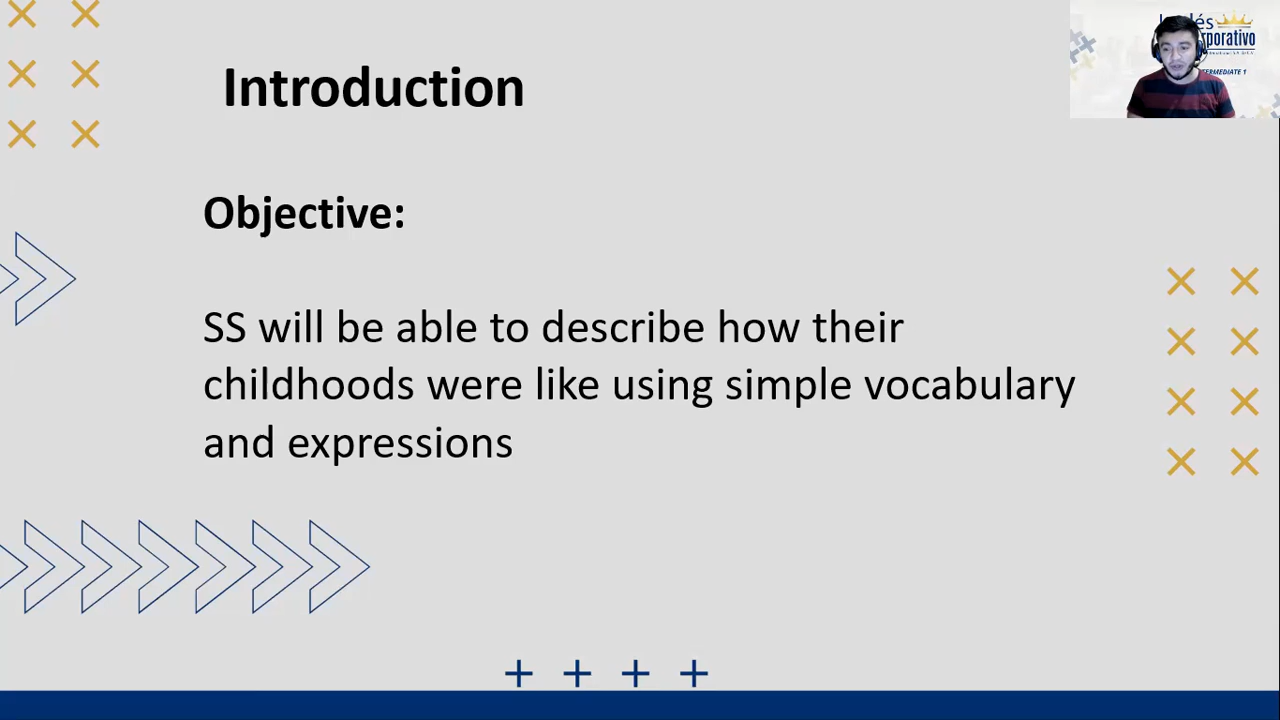 Introduction
Objective:
SS will be able to describe how their
childhoods were like using simple vocabulary
and expressions